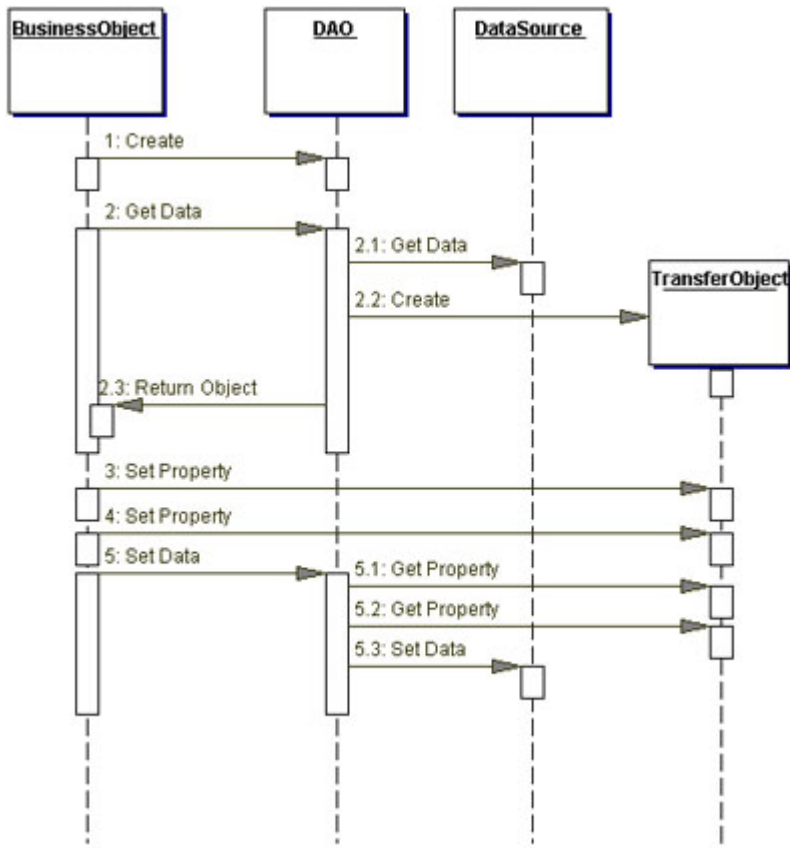 BusinessObject
DAO
DataSource
1: Create
2: Get Data
2.1: Get Data
TransferObject
2.2: Create
2.3: Return Object
3: Set Property
4: Set Property
5: Set Data
5.1: Get Property
5.2: Get Property
5.3: Set Data